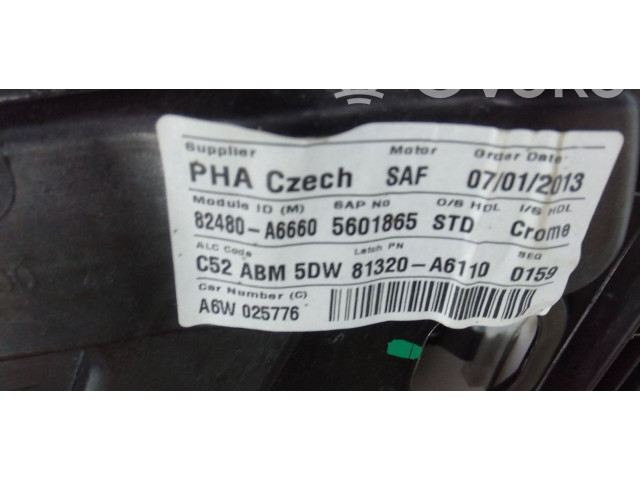 Supplier Motor Order Date
PHA Czech SAF 07/01/2013
Module ID (M) SAP No O/S HDL I/S HDL
82480-A6660 5601865 STD Crome
ALC Code Latch PN SEQ
C52 ABM 5DW 81320-A6110 0159
Car Number (C)
A6W 025776